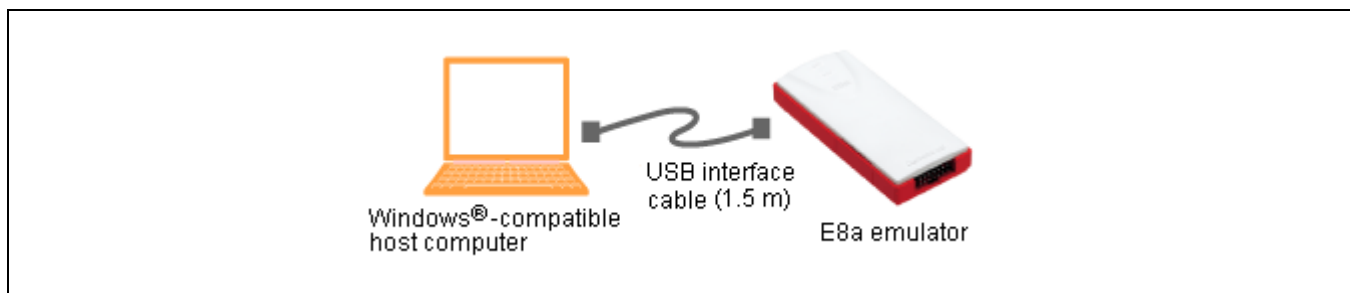 USB interface
cable (1.5 m)
Windows®-compatible
host computer
E8a emulator